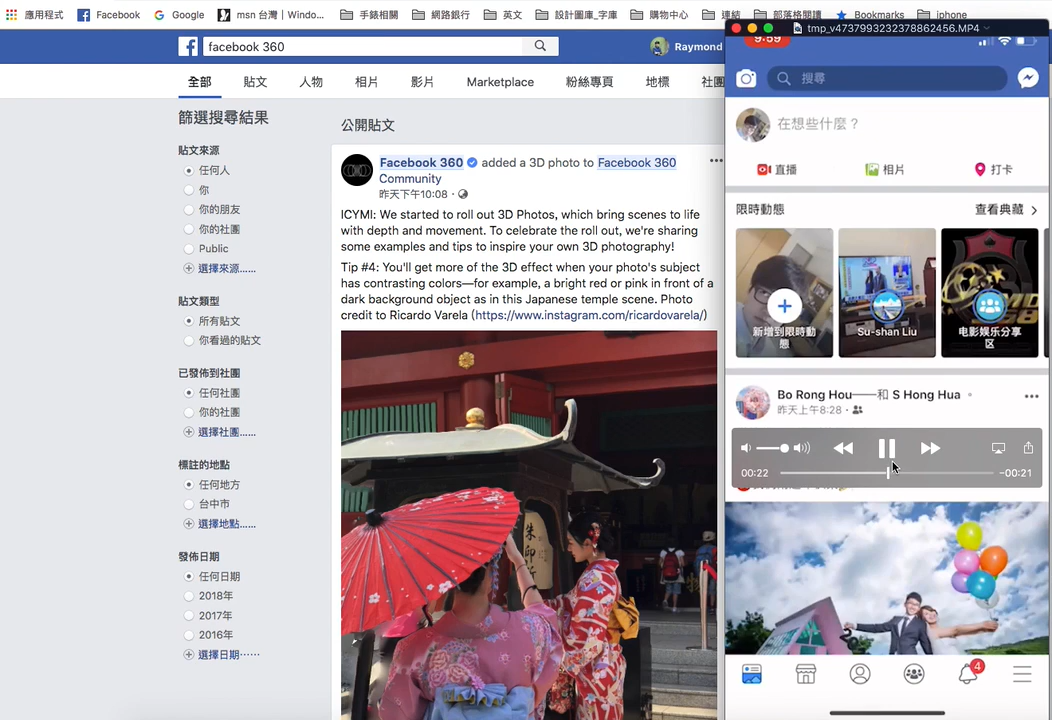 應用程式 Facebook Google msn 台灣 | Windo... 手錶相關 網路銀行 英文 設計圖庫_字庫 購物中心 連結 部落格閱讀 Bookmarks iphone
facebook 360
Raymond
全部 貼文 人物 相片 影片 Marketplace 粉絲專頁 地標 社團
篩選搜尋結果
貼文來源
任何人
你
你的朋友
你的社團
Public
選擇來源......
貼文類型
所有貼文
你看過的貼文
已發佈到社團
任何社團
你的社團
選擇社團......
標註的地點
任何地方
台中市
選擇地點......
發佈日期
任何日期
2018年
2017年
2016年
選擇日期......
公開貼文
Facebook 360 added a 3D photo to Facebook 360
Community
昨天下午10:08
ICYMI: We started to roll out 3D Photos, which bring scenes to life
with depth and movement. To celebrate the roll out, we're sharing
some examples and tips to inspire your own 3D photography!
Tip #4: You'll get more of the 3D effect when your photo's subject
has contrasting colors—for example, a bright red or pink in front of a
dark background object as in this Japanese temple scene. Photo
credit to Ricardo Varela (https://www.instagram.com/ricardovarela/)
朱印所
tmp_v4737993232378862456.MP4
9:59
搜尋
在想些什麼？
直播 相片 打卡
限時動態 查看典藏
新增到限時動
態
Su-shan Liu
电影娱乐分享
区
Bo Rong Hou——和 S Hong Hua
昨天上午8:28
00:22 −00:21
4